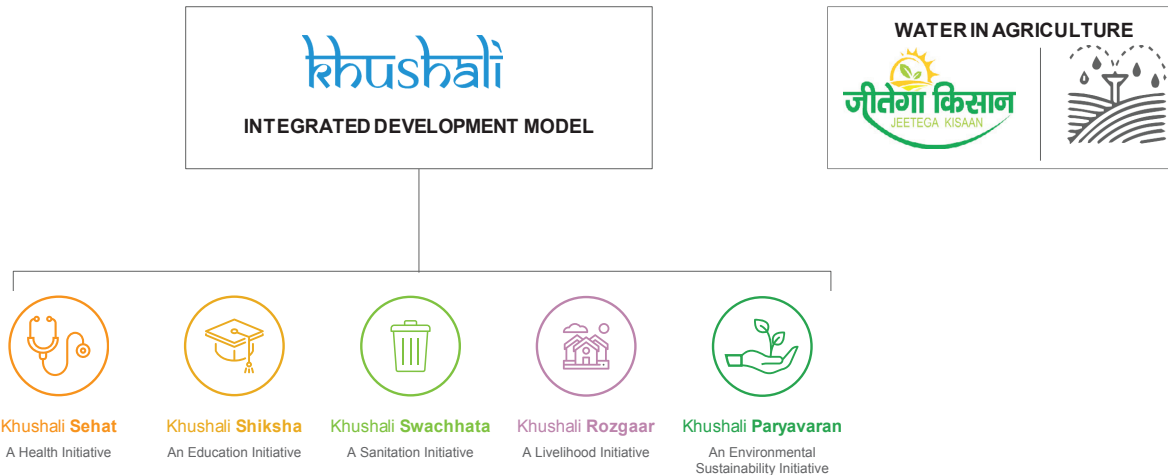 khushali
INTEGRATED DEVELOPMENT MODEL
WATER IN AGRICULTURE
जीतेगा किसान
JEETEGA KISAAN
Khushali Sehat
A Health Initiative
Khushali Shiksha
An Education Initiative
Khushali Swachhata
A Sanitation Initiative
Khushali Rozgaar
A Livelihood Initiative
Khushali Paryavaran
An Environmental
Sustainability Initiative